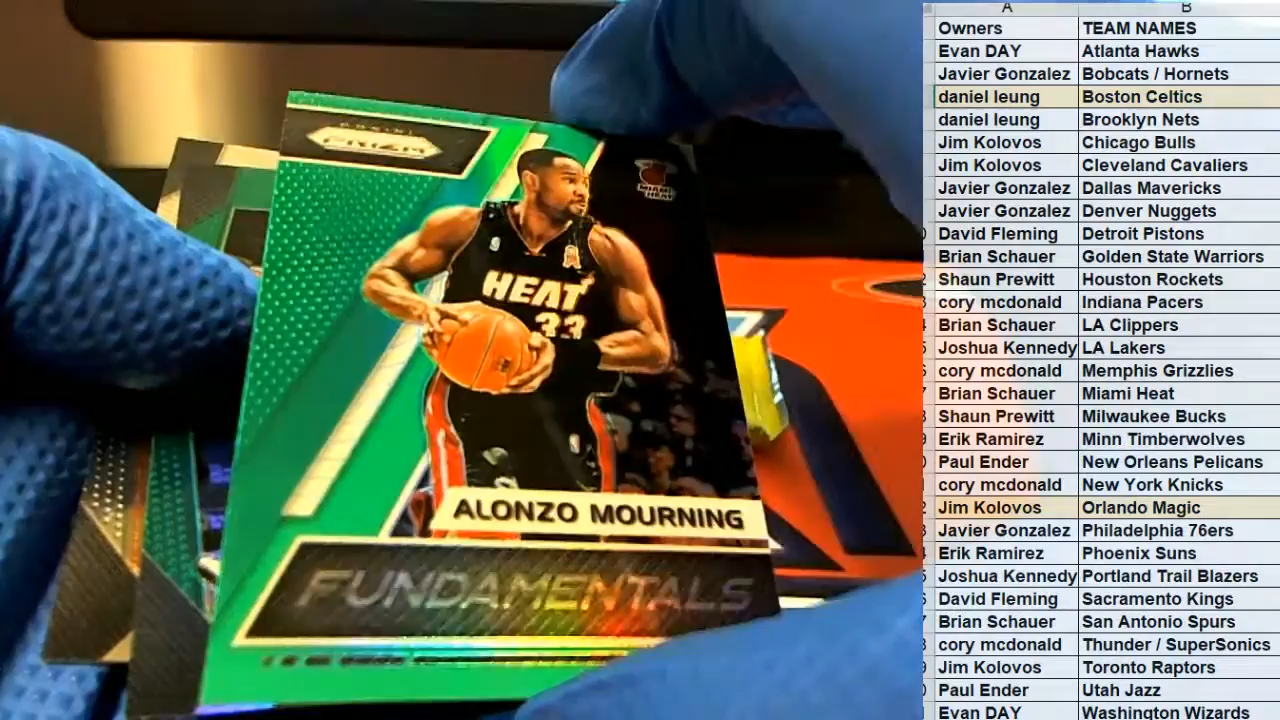 PANINI
PRIZM
MIAMI
HEAT
HEAT
33
ALONZO MOURNING
FUNDAMENTALS
A B
Owners TEAM NAMES
Evan DAY Atlanta Hawks
Javier Gonzalez Bobcats / Hornets
daniel leung Boston Celtics
daniel leung Brooklyn Nets
Jim Kolovos Chicago Bulls
Jim Kolovos Cleveland Cavaliers
Javier Gonzalez Dallas Mavericks
Javier Gonzalez Denver Nuggets
David Fleming Detroit Pistons
Brian Schauer Golden State Warriors
Shaun Prewitt Houston Rockets
cory mcdonald Indiana Pacers
Brian Schauer LA Clippers
Joshua Kennedy LA Lakers
cory mcdonald Memphis Grizzlies
Brian Schauer Miami Heat
Shaun Prewitt Milwaukee Bucks
Erik Ramirez Minn Timberwolves
Paul Ender New Orleans Pelicans
cory mcdonald New York Knicks
Jim Kolovos Orlando Magic
Javier Gonzalez Philadelphia 76ers
Erik Ramirez Phoenix Suns
Joshua Kennedy Portland Trail Blazers
David Fleming Sacramento Kings
Brian Schauer San Antonio Spurs
cory mcdonald Thunder / SuperSonics
Jim Kolovos Toronto Raptors
Paul Ender Utah Jazz
Evan DAY Washington Wizards